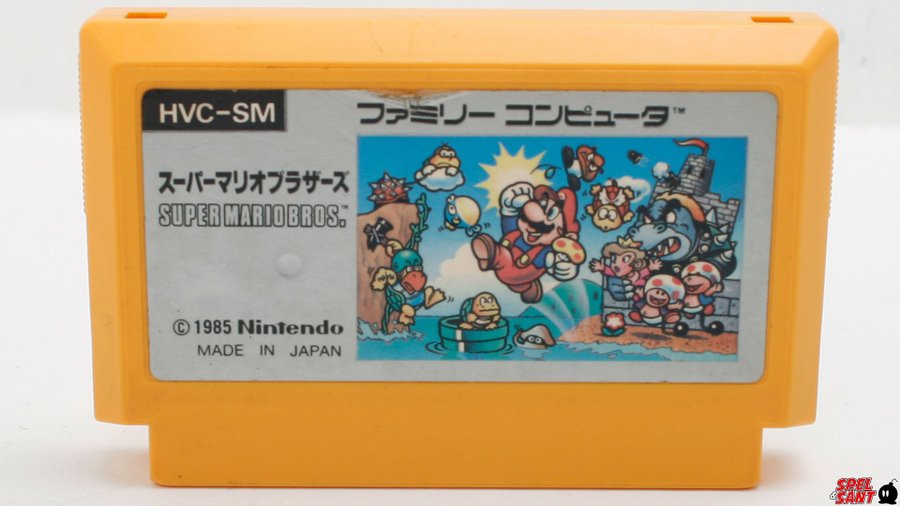 HVC-SM
ファミリー コンピュータ™
スーパーマリオブラザーズ
SUPER MARIO BROS.™
© 1985 Nintendo
MADE IN JAPAN
SPEL
SANT